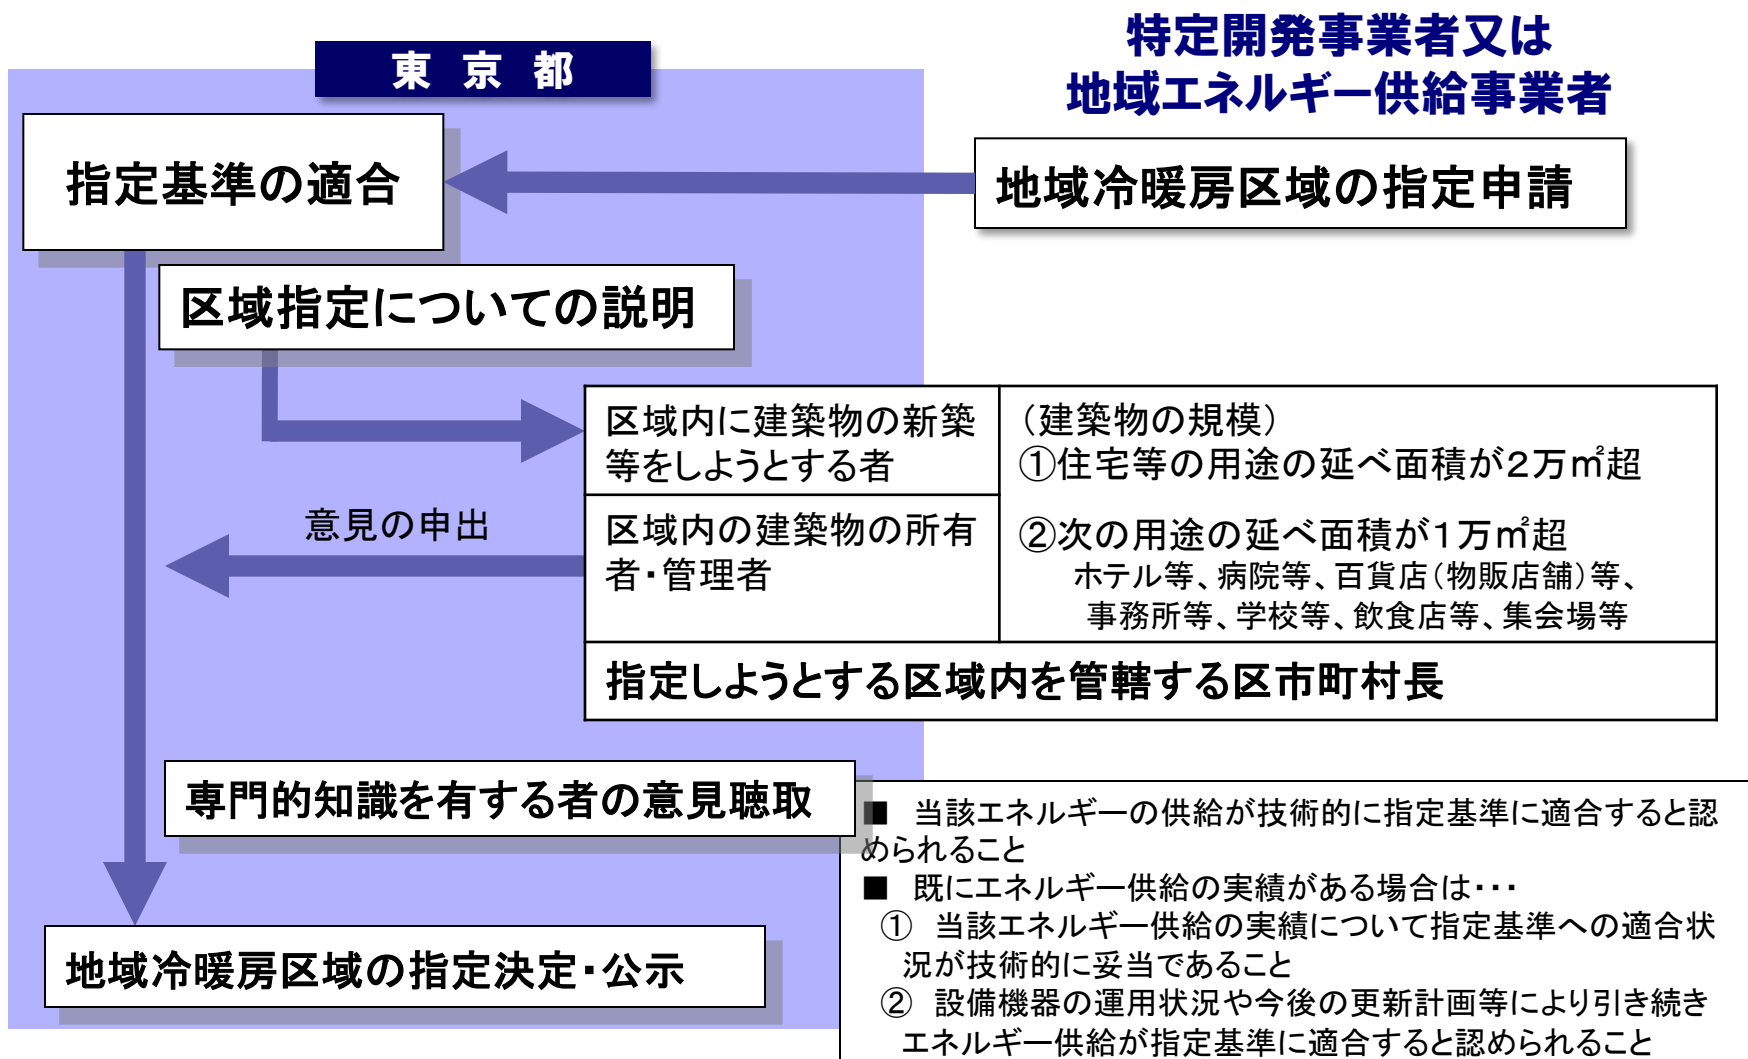 特定開発事業者又は
地域エネルギー供給事業者
東京都
指定基準の適合
地域冷暖房区域の指定申請
区域指定についての説明
区域内に建築物の新築
等をしようとする者
（建築物の規模）
①住宅等の用途の延べ面積が２万㎡超
意見の申出
区域内の建築物の所有
者・管理者
②次の用途の延べ面積が１万㎡超
ホテル等、病院等、百貨店（物販店舗）等、
事務所等、学校等、飲食店等、集会場等
指定しようとする区域内を管轄する区市町村長
専門的知識を有する者の意見聴取
■　当該エネルギーの供給が技術的に指定基準に適合すると認
められること
■　既にエネルギー供給の実績がある場合は・・・
①　当該エネルギー供給の実績について指定基準への適合状
況が技術的に妥当であること
②　設備機器の運用状況や今後の更新計画等により引き続き
エネルギー供給が指定基準に適合すると認められること
地域冷暖房区域の指定決定・公示